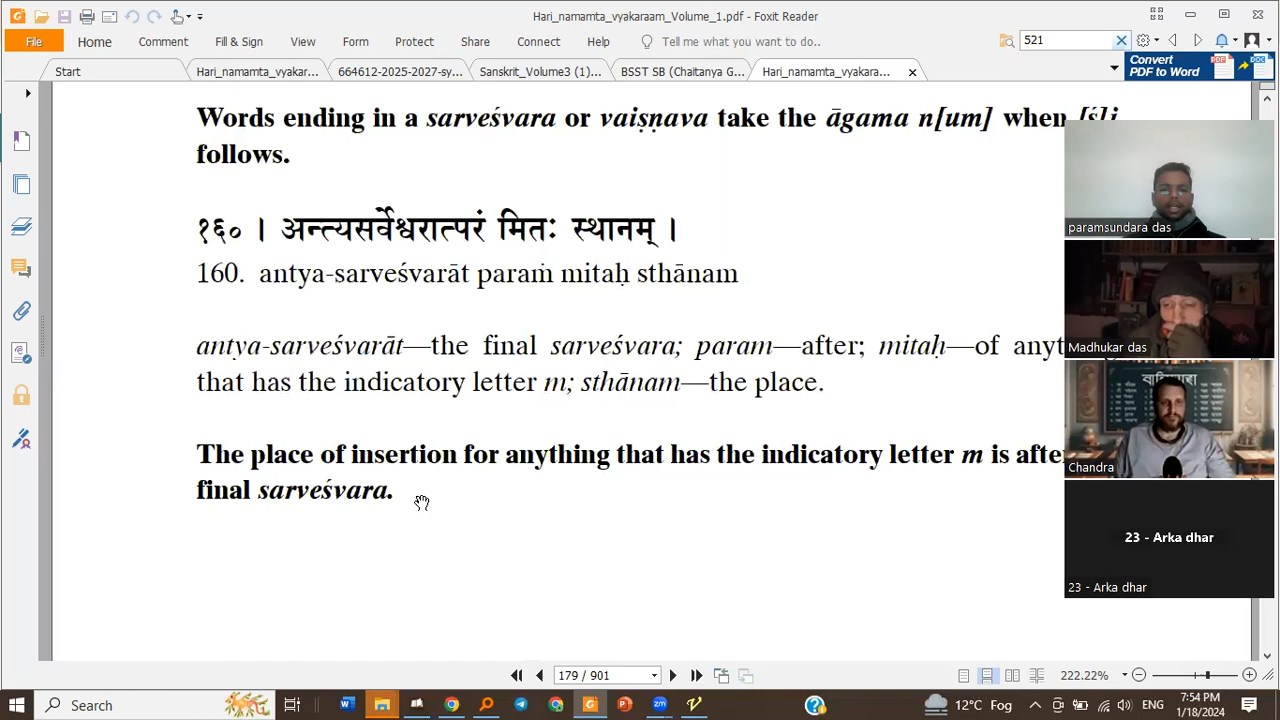 Hari_namamta_vyakaraam_Volume_1.pdf - Foxit Reader
File Home Comment Fill & Sign View Form Protect Share Connect Help Tell me what you want to do.. 521
Start Hari_namamta_vyakar... 664612-2025-2027-sy... Sanskrit_Volume3 (1)... BSST SB (Chaitanya G... Hari_namamta_vyakara...
Convert
PDF to Word
Words ending in a sarveśvara or vaiṣṇava take the āgama n[um] when [ś]i
follows.
१६० । अन्त्यसर्वेश्वरात्परं मितः स्थानम् ।
160. antya-sarveśvarāt paraṁ mitaḥ sthānam
antya-sarveśvarāt—the final sarveśvara; param—after; mitaḥ—of anyt
that has the indicatory letter m; sthānam—the place.
The place of insertion for anything that has the indicatory letter m is afte
final sarveśvara.
paramsundara das
Madhukar das
Chandra
23 - Arka dhar
23 - Arka dhar
179 / 901
222.22%
Search
12°C Fog
ENG
7:54 PM
1/18/2024